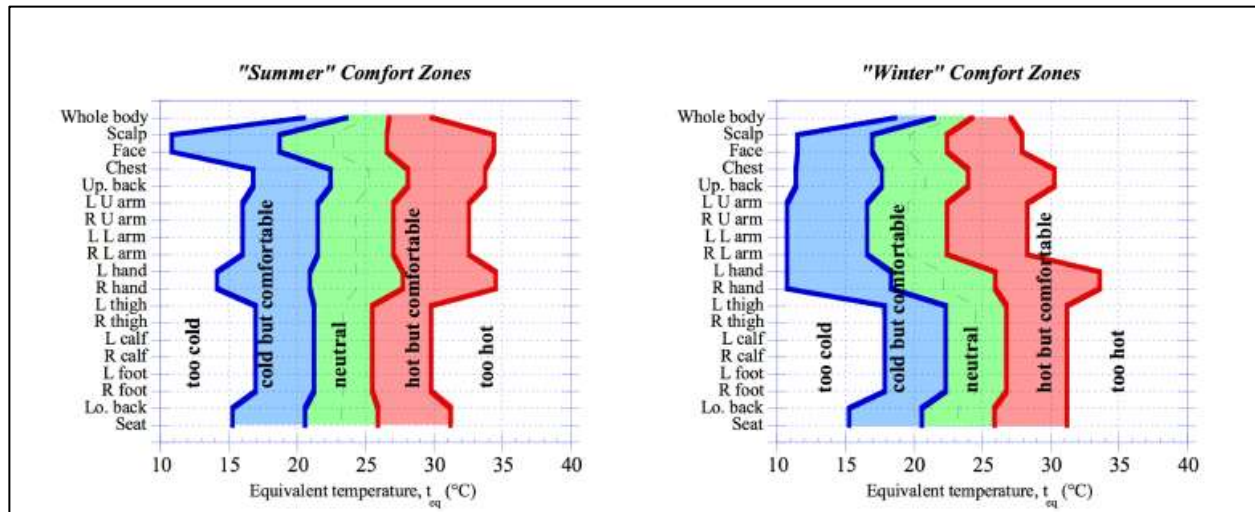 "Summer" Comfort Zones
Whole body
Scalp
Face
Chest
Up. back
L U arm
R U arm
L L arm
R L arm
L hand
R hand
L thigh
R thigh
L calf
R calf
L foot
R foot
Lo. back
Seat
too cold
cold but comfortable
neutral
hot but comfortable
too hot
10 15 20 25 30 35 40
Equivalent temperature, t eq (°C)
"Winter" Comfort Zones
Whole body
Scalp
Face
Chest
Up. back
L U arm
R U arm
L L arm
R L arm
L hand
R hand
L thigh
R thigh
L calf
R calf
L foot
R foot
Lo. back
Seat
too cold
cold but comfortable
neutral
hot but comfortable
too hot
10 15 20 25 30 35 40
Equivalent temperature, t eq (°C)